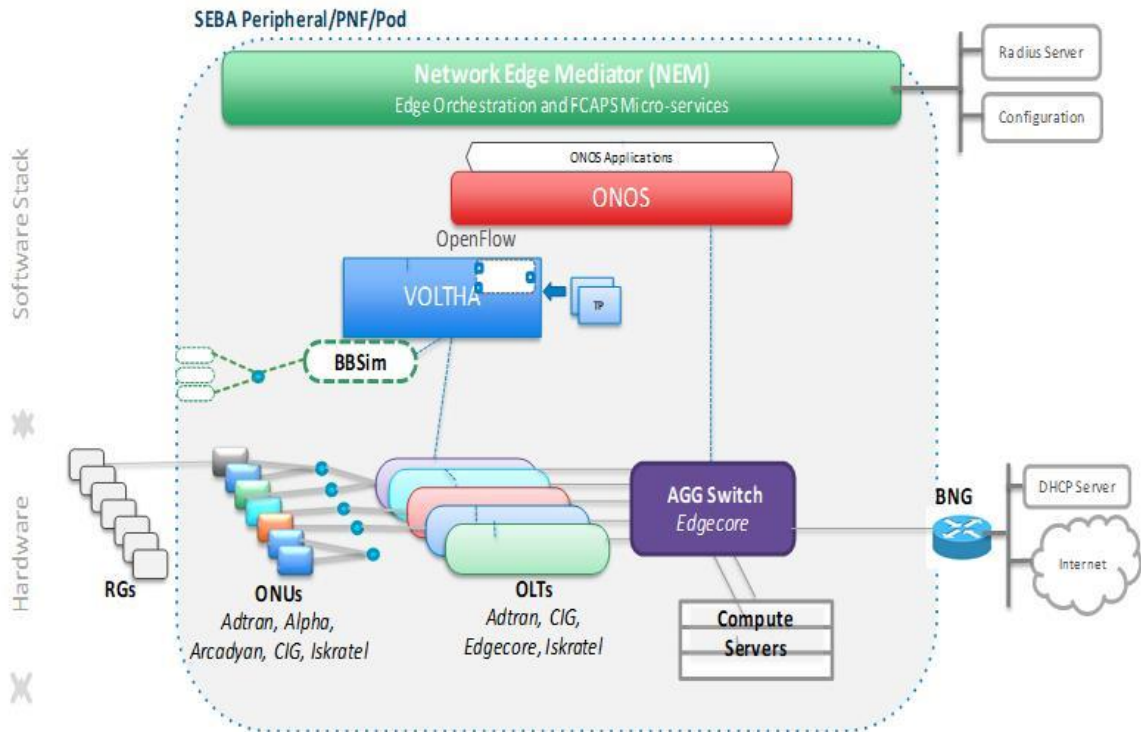 SEBA Peripheral/PNF/Pod
Network Edge Mediator (NEM)
Edge Orchestration and FCAPS Micro-services
Radius Server
Configuration
Software Stack
ONOS Applications
ONOS
OpenFlow
VOLTHA
TP
BBSim
Hardware
AGG Switch
Edgecore
BNG
DHCP Server
Internet
RGs
ONUs
Adtran, Alpha,
Arcadyan, CIG, Iskratel
OLTs
Adtran, CIG,
Edgecore, Iskratel
Compute
Servers